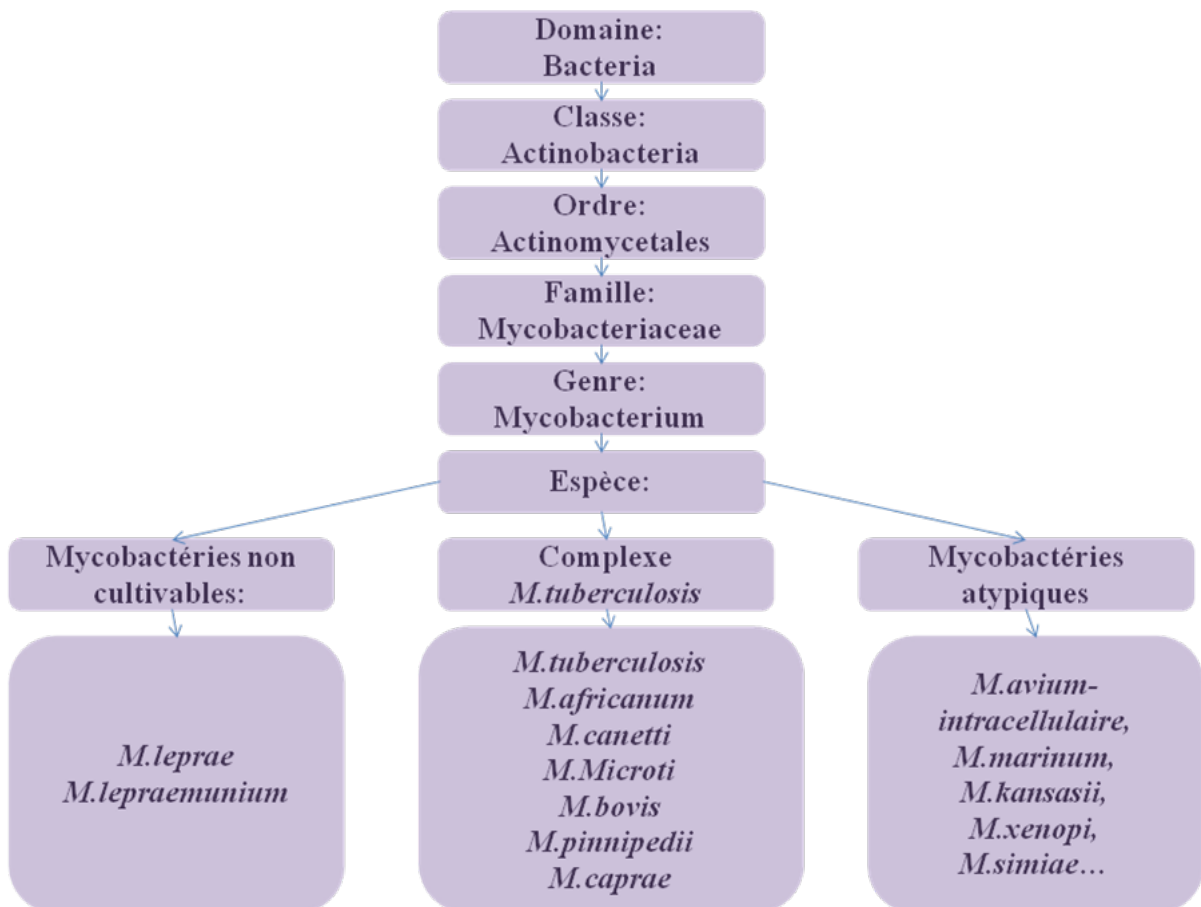 Domaine:
Bacteria
Classe:
Actinobacteria
Ordre:
Actinomycetales
Famille:
Mycobacteriaceae
Genre:
Mycobacterium
Espèce:
Mycobactéries non
cultivables:
Complexe
M.tuberculosis
Mycobactéries
atypiques
M.leprae
M.lepraemunium
M.tuberculosis
M.africanum
M.canetti
M.Microti
M.bovis
M.pinnipedii
M.caprae
M.avium-
intracellulaire,
M.marinum,
M.kansasii,
M.xenopi,
M.simiae...